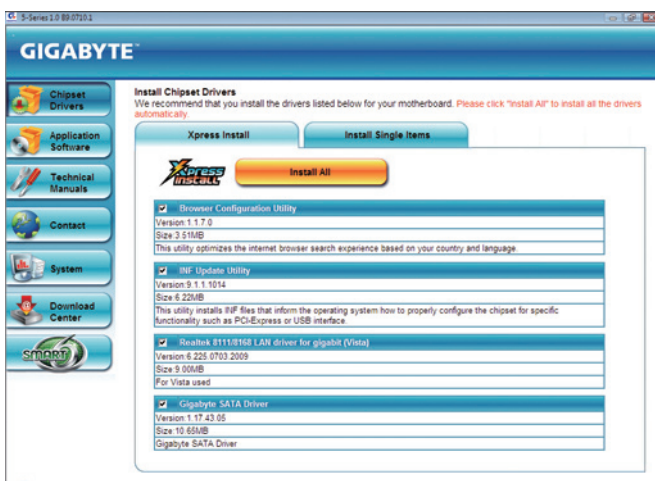 5-Series 1.0 B9.0710.1
GIGABYTE™
Chipset
Drivers
Application
Software
Technical
Manuals
Contact
System
Download
Center
SMART 6
Install Chipset Drivers
We recommend that you install the drivers listed below for your motherboard. Please click "Install All" to install all the drivers
automatically.
Xpress Install
Install Single Items
Xpress
INSTALL
Install All
Browser Configuration Utility
Version:1.1.7.0
Size:3.51MB
This utility optimizes the internet browser search experience based on your country and language.
INF Update Utility
Version:9.1.1.1014
Size:6.22MB
This utility installs INF files that inform the operating system how to properly configure the chipset for specific
functionality such as PCI-Express or USB interface.
Realtek 8111/8168 LAN driver for gigabit (Vista)
Version:6.225.0703.2009
Size:9.00MB
For Vista used
Gigabyte SATA Driver
Version:1.17.43.05
Size:10.65MB
Gigabyte SATA Driver